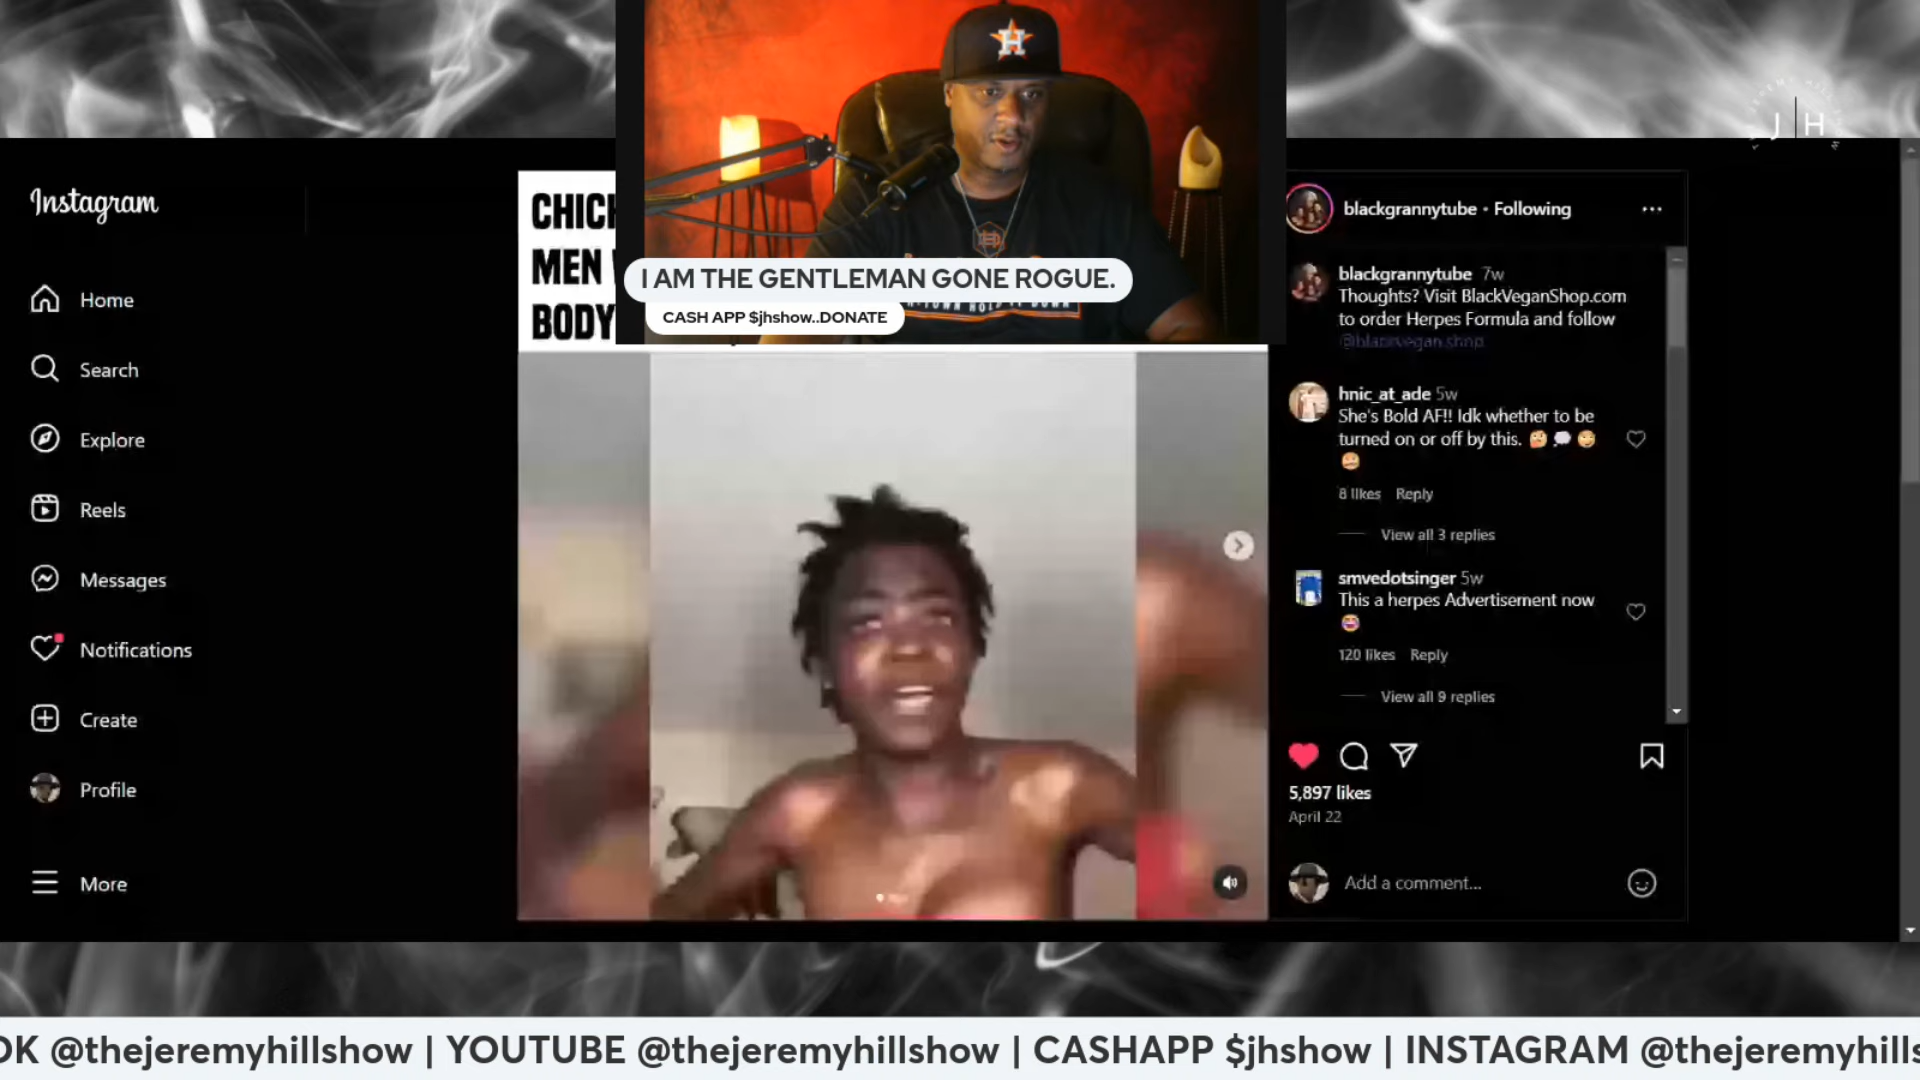 J H
Instagram
Home
Search
Explore
Reels
Messages
Notifications
Create
Profile
More
CHICK
MEN
BODY
H
I AM THE GENTLEMAN GONE ROGUE.
CASH APP $jhshow..DONATE
blackgrannytube • Following
blackgrannytube 7w
Thoughts? Visit BlackVeganShop.com
to order Herpes Formula and follow
hnic_at_ade 5w
She's Bold AF!! Idk whether to be
turned on or off by this. 
8 likes Reply
View all 3 replies
smvedotsinger 5w
This a herpes Advertisement now
120 likes Reply
View all 9 replies
5,897 likes
April 22
Add a comment...
OK @thejeremyhillshow | YOUTUBE @thejeremyhillshow | CASHAPP $jhshow | INSTAGRAM @thejeremyhills